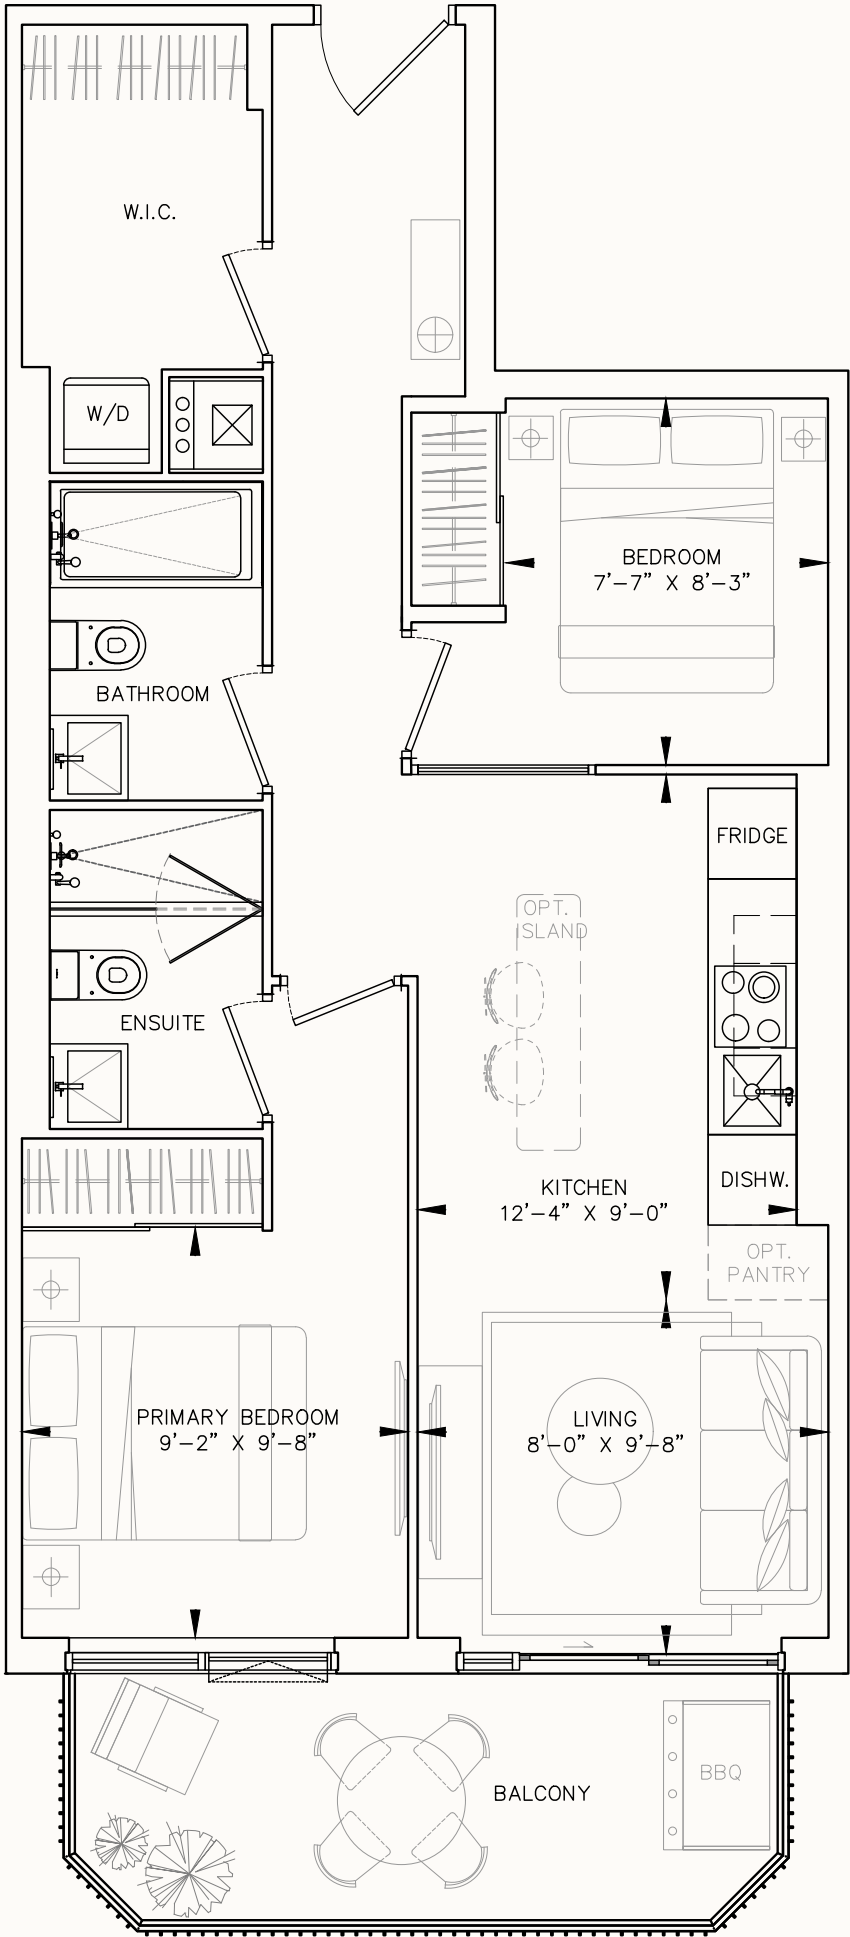 W.I.C.
W/D
BEDROOM
7'-7" X 8'-3"
BATHROOM
FRIDGE
OPT.
ISLAND
ENSUITE
KITCHEN
12'-4" X 9'-0"
DISHW.
OPT.
PANTRY
PRIMARY BEDROOM
9'-2" X 9'-8"
LIVING
8'-0" X 9'-8"
BALCONY
BBQ